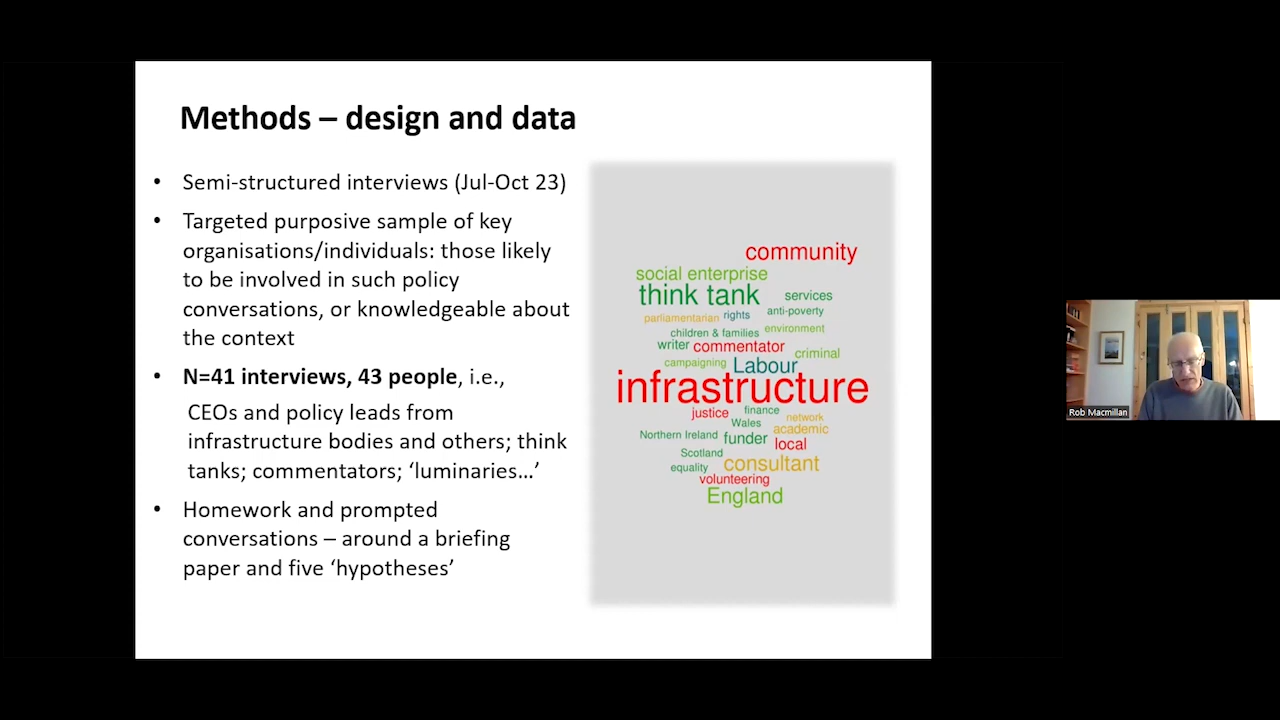 Methods – design and data
• Semi-structured interviews (Jul-Oct 23)
• Targeted purposive sample of key
organisations/individuals: those likely
to be involved in such policy
conversations, or knowledgeable about
the context
• N=41 interviews, 43 people, i.e.,
CEOs and policy leads from
infrastructure bodies and others; think
tanks; commentators; ‘luminaries…’
• Homework and prompted
conversations – around a briefing
paper and five ‘hypotheses’
community
social enterprise
think tank services
parliamentarian rights anti-poverty
children & families environment
writer commentator criminal
campaigning Labour
infrastructure
justice finance network
Wales academic
Northern Ireland funder local
Scotland
equality consultant
volunteering
England
Rob Macmillan